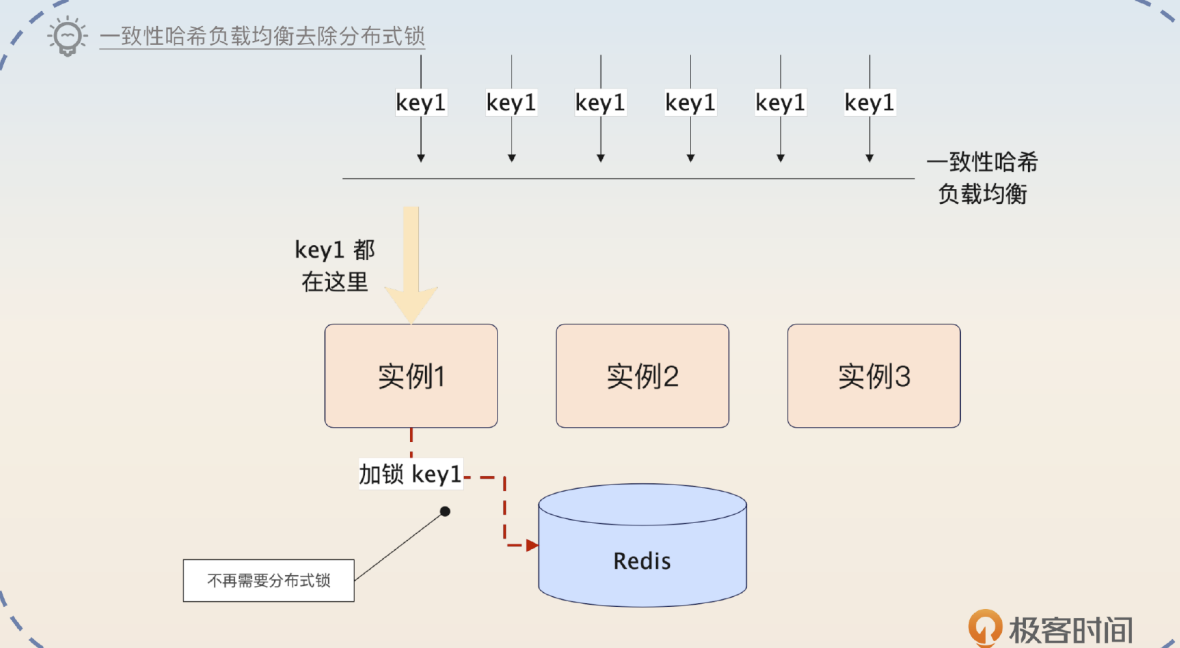 一致性哈希负载均衡去除分布式锁
key1 key1 key1 key1 key1 key1
一致性哈希
负载均衡
key1 都
在这里
实例1 实例2 实例3
加锁 key1
Redis
不再需要分布式锁
极客时间